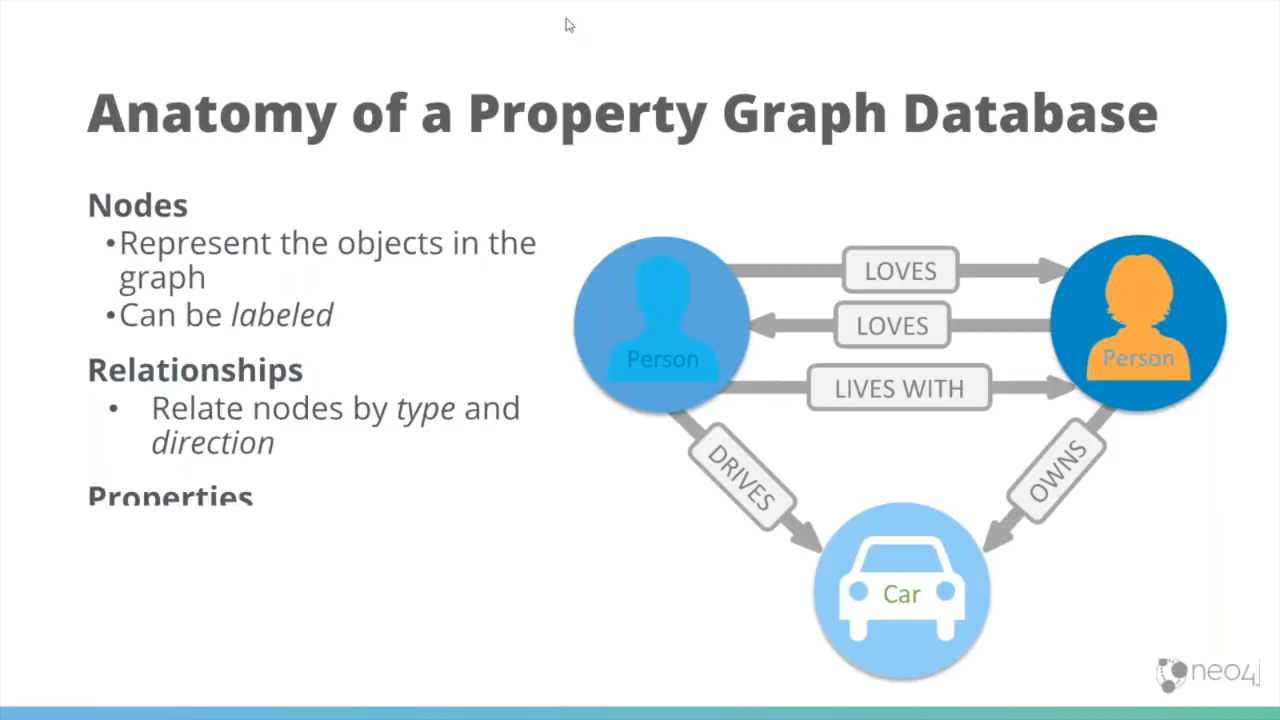 Anatomy of a Property Graph Database
Nodes
•Represent the objects in the
graph
•Can be labeled
Relationships
• Relate nodes by type and
direction
Properties
LOVES
LOVES
Person
Person
LIVES WITH
DRIVES
OWNS
Car
neo4j